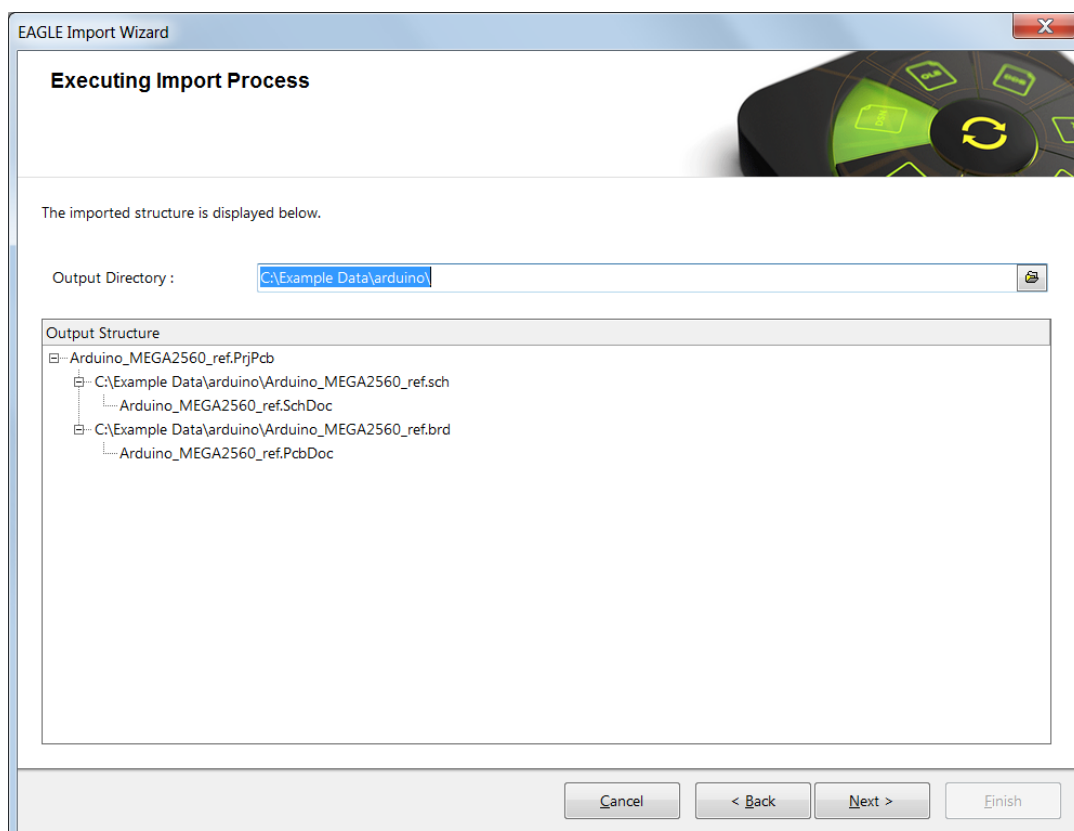 EAGLE Import Wizard
X
Executing Import Process
OLB
DSN
The imported structure is displayed below.
Output Directory :
C:\Example Data\arduino\
Output Structure
Arduino_MEGA2560_ref.PrjPcb
C:\Example Data\arduino\Arduino_MEGA2560_ref.sch
Arduino_MEGA2560_ref.SchDoc
C:\Example Data\arduino\Arduino_MEGA2560_ref.brd
Arduino_MEGA2560_ref.PcbDoc
Cancel
< Back
Next >
Finish